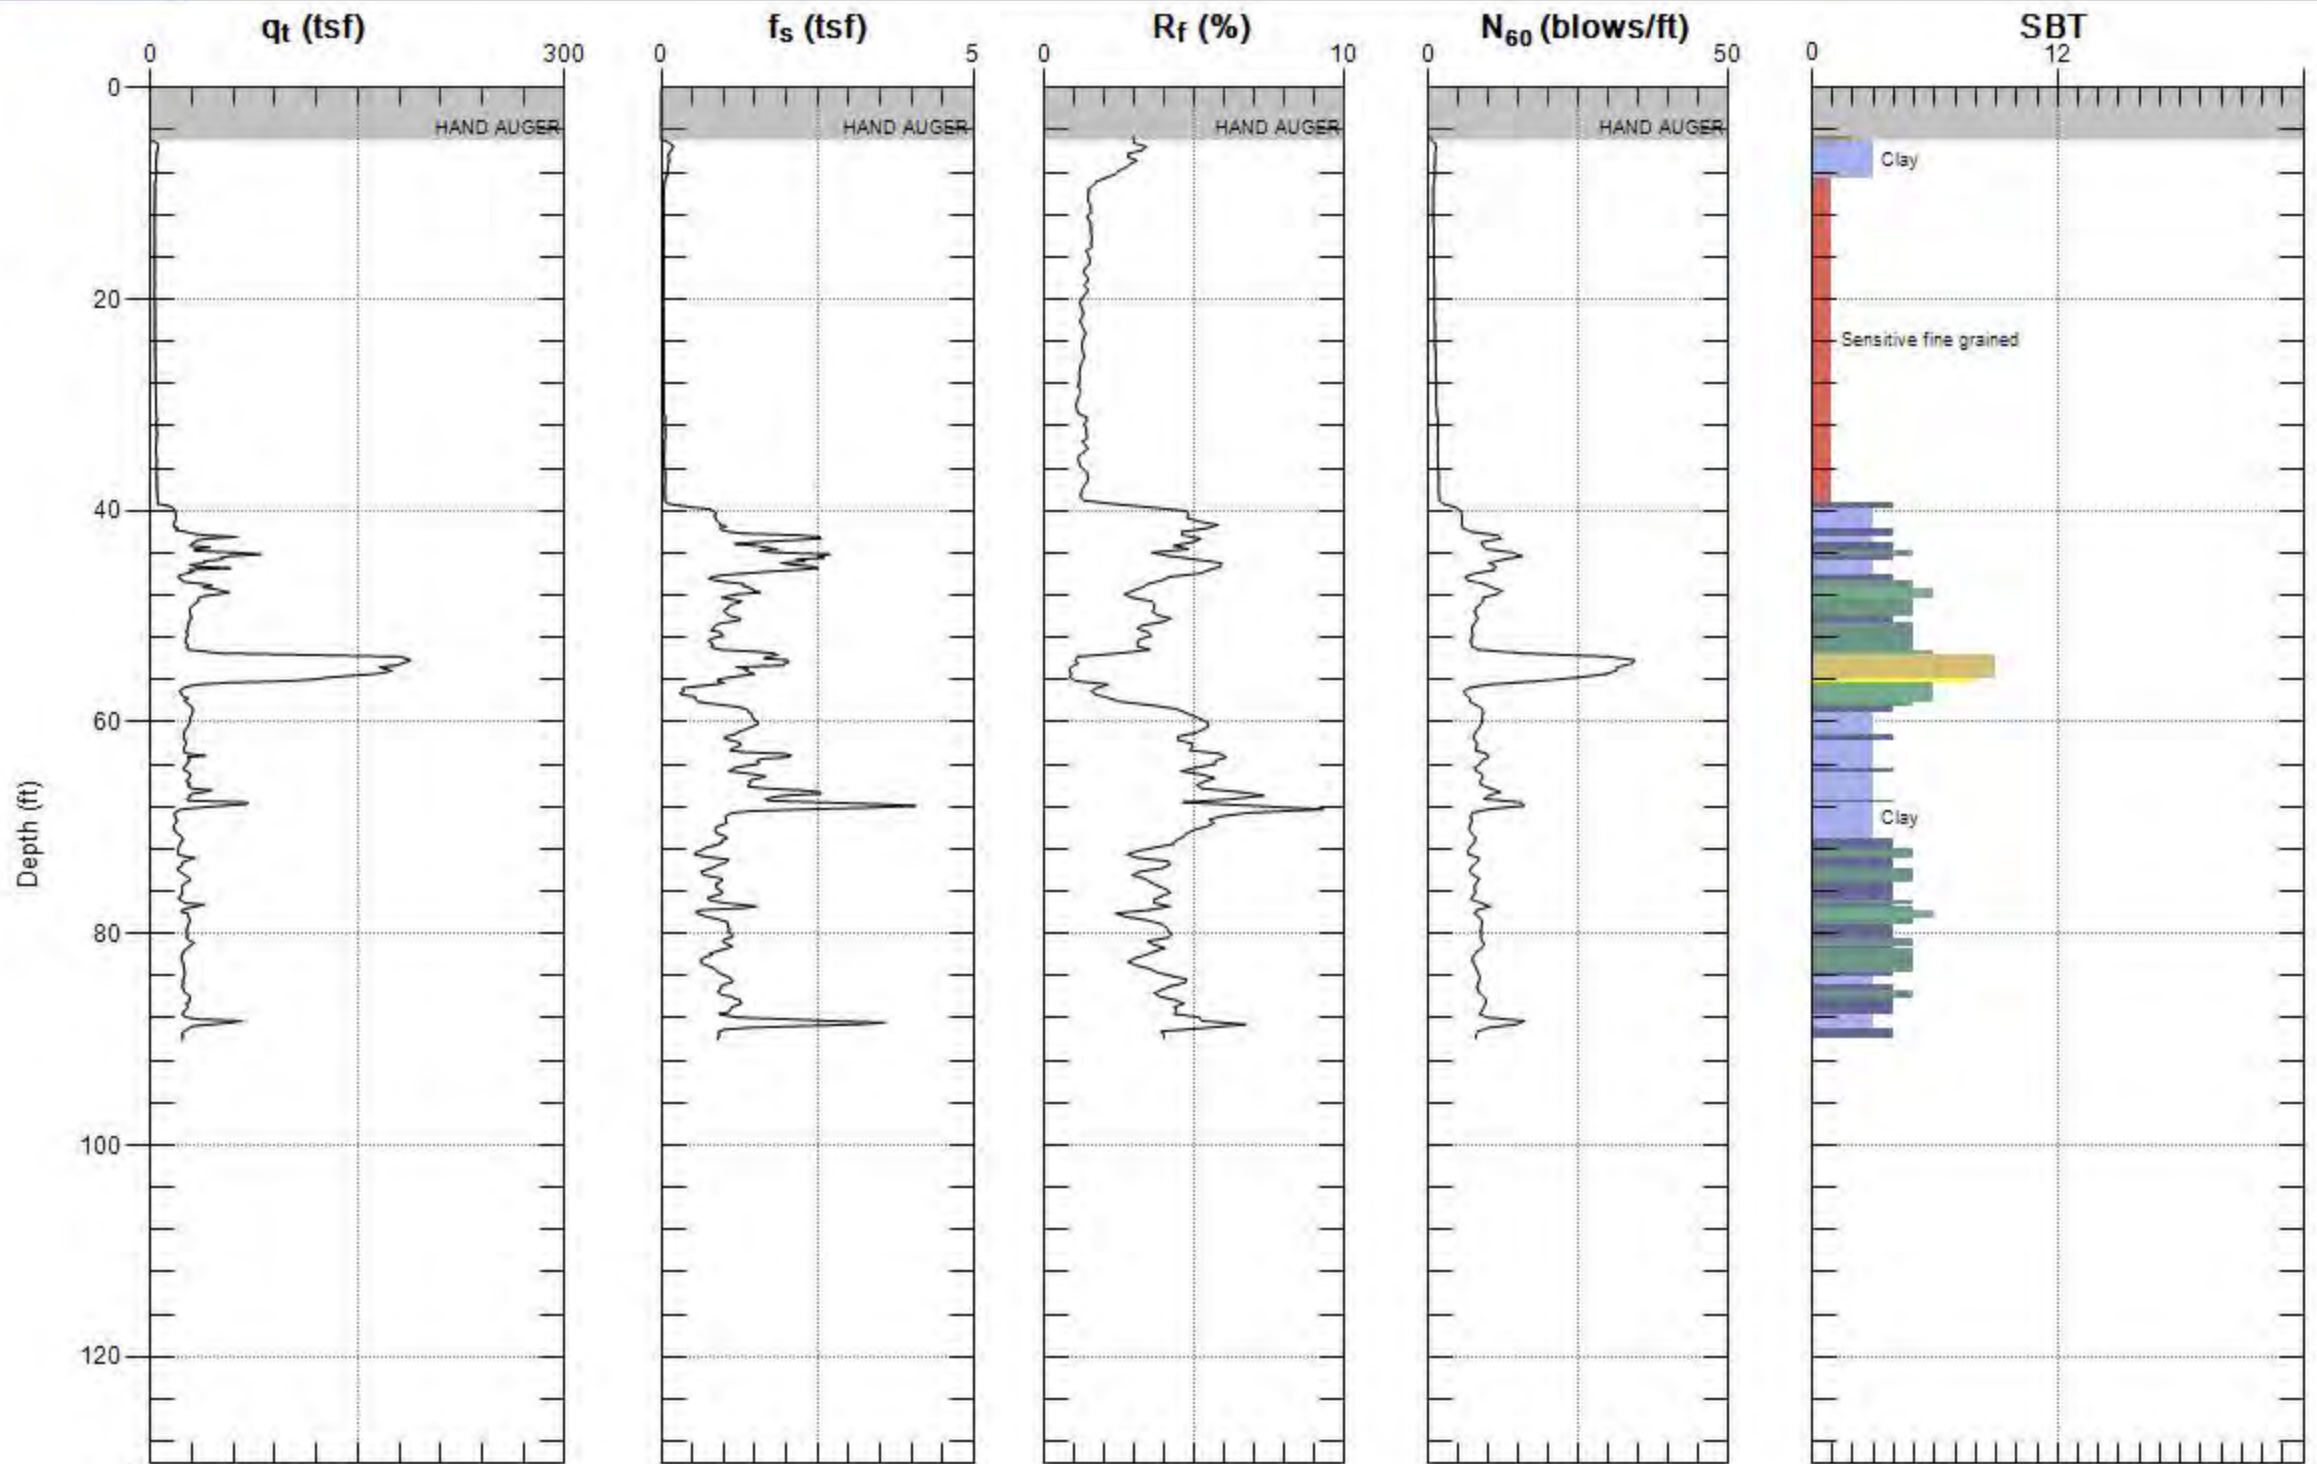 qt (tsf) fs (tsf) Rf (%) N60 (blows/ft) SBT
0 300 0 5 0 10 0 50 0 12
0
HAND AUGER HAND AUGER HAND AUGER HAND AUGER
Clay
20
Sensitive fine grained
40
60
Clay
Depth (ft)
80
100
120